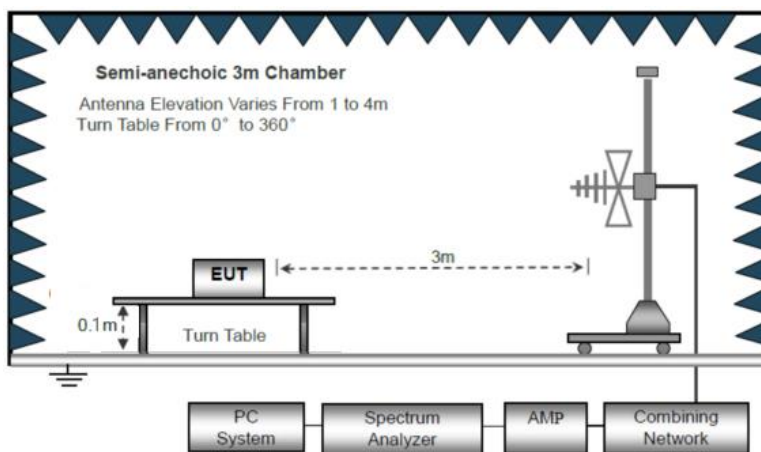 Semi-anechoic 3m Chamber
Antenna Elevation Varies From 1 to 4m
Turn Table From 0° to 360°
3m
EUT
0.1m
Turn Table
PC
System
Spectrum
Analyzer
AMP
Combining
Network